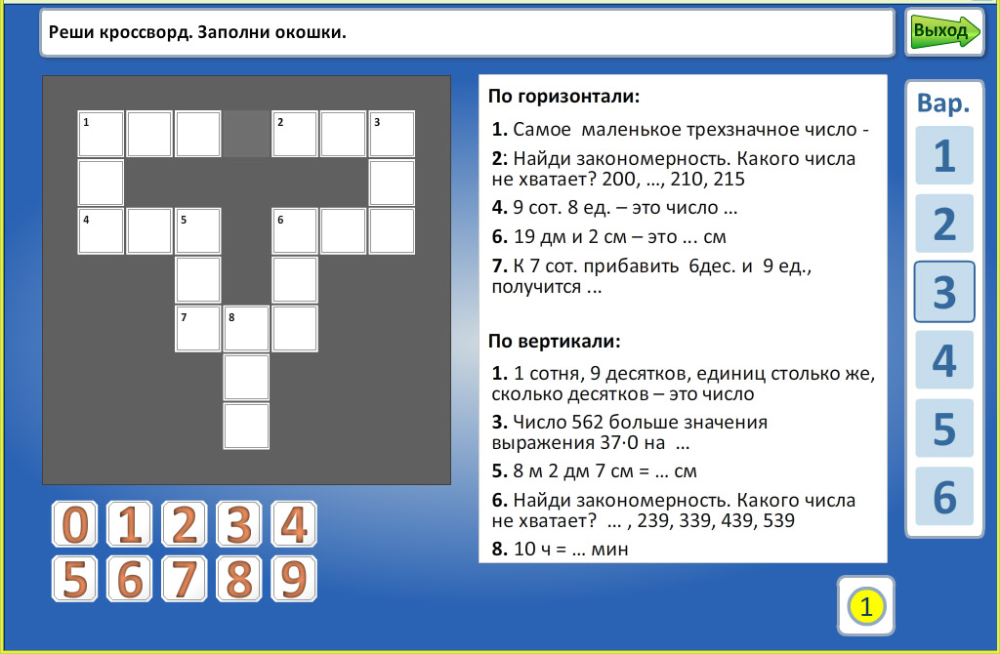 Реши кроссворд. Заполни окошки.
Выход
1 2 3
4 5 6
7 8
0 1 2 3 4
5 6 7 8 9
По горизонтали:
1. Самое маленькое трехзначное число -
2: Найди закономерность. Какого числа
не хватает? 200, ..., 210, 215
4. 9 сот. 8 ед. – это число ...
6. 19 дм и 2 см – это ... см
7. К 7 сот. прибавить 6дес. и 9 ед.,
получится ...
По вертикали:
1. 1 сотня, 9 десятков, единиц столько же,
сколько десятков – это число
3. Число 562 больше значения
выражения 37·0 на ...
5. 8 м 2 дм 7 см = ... см
6. Найди закономерность. Какого числа
не хватает? ... , 239, 339, 439, 539
8. 10 ч = ... мин
Вар.
1
2
3
4
5
6
1